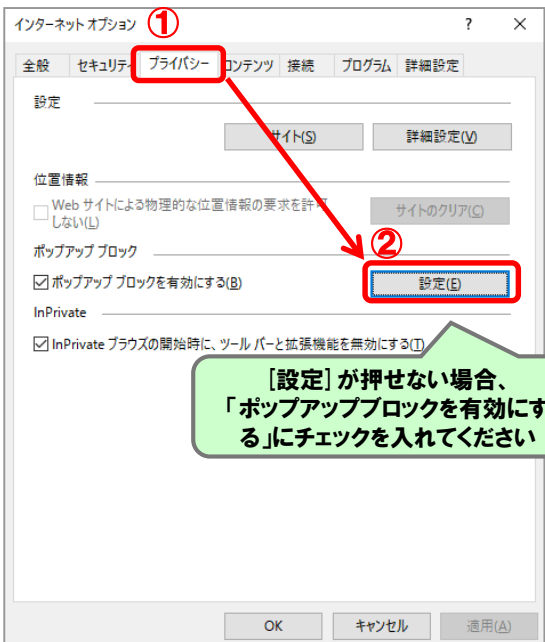 インターネット オプション ① ? ×
全般 セキュリティ プライバシー コンテンツ 接続 プログラム 詳細設定
設定
サイト(S) 詳細設定(V)
位置情報
Web サイトによる物理的な位置情報の要求を許可
しない(L)
サイトのクリア(C)
ポップアップ ブロック
②
ポップアップ ブロックを有効にする(B) 設定(E)
InPrivate
InPrivate ブラウズの開始時に、ツール バーと拡張機能を無効にする(T)
[設定] が押せない場合、
「ポップアップブロックを有効にす
る」にチェックを入れてください
OK キャンセル 適用(A)